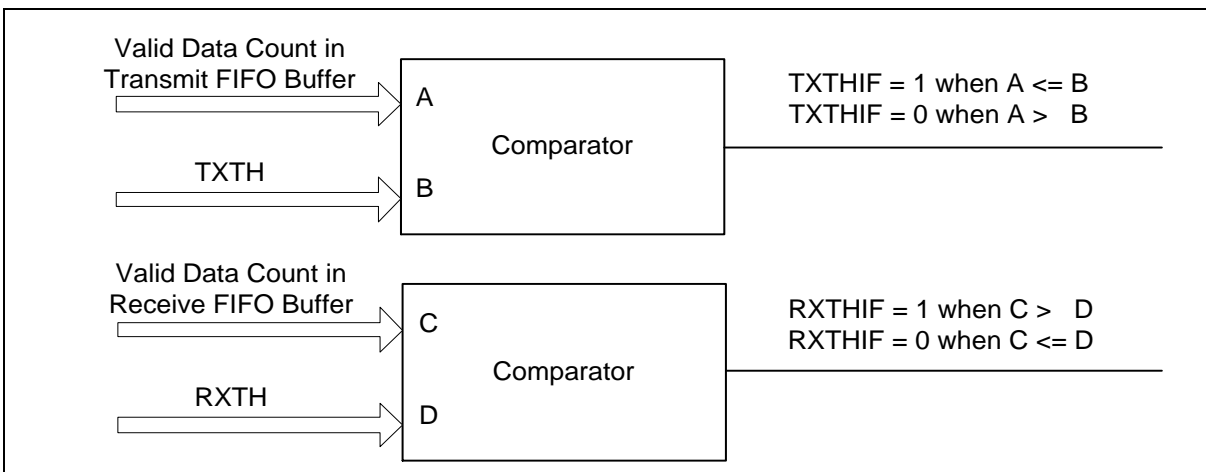 Valid Data Count in
Transmit FIFO Buffer
A
TXTHIF = 1 when A <= B
TXTHIF = 0 when A > B
Comparator
TXTH
B
Valid Data Count in
Receive FIFO Buffer
C
RXTHIF = 1 when C > D
RXTHIF = 0 when C <= D
Comparator
RXTH
D